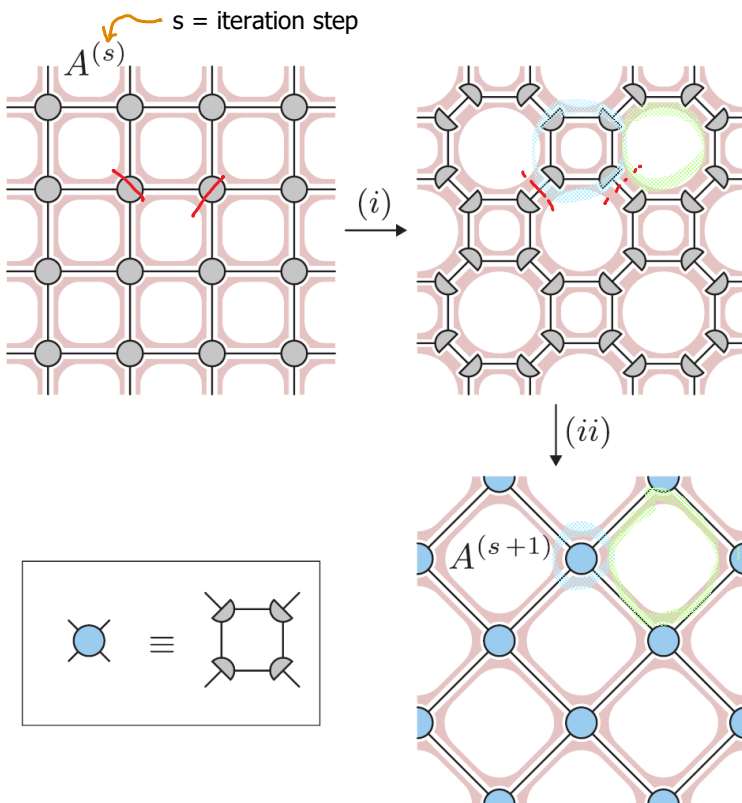 s = iteration step
A^{(s)}
(i)
(ii)
A^{(s+1)}
≡